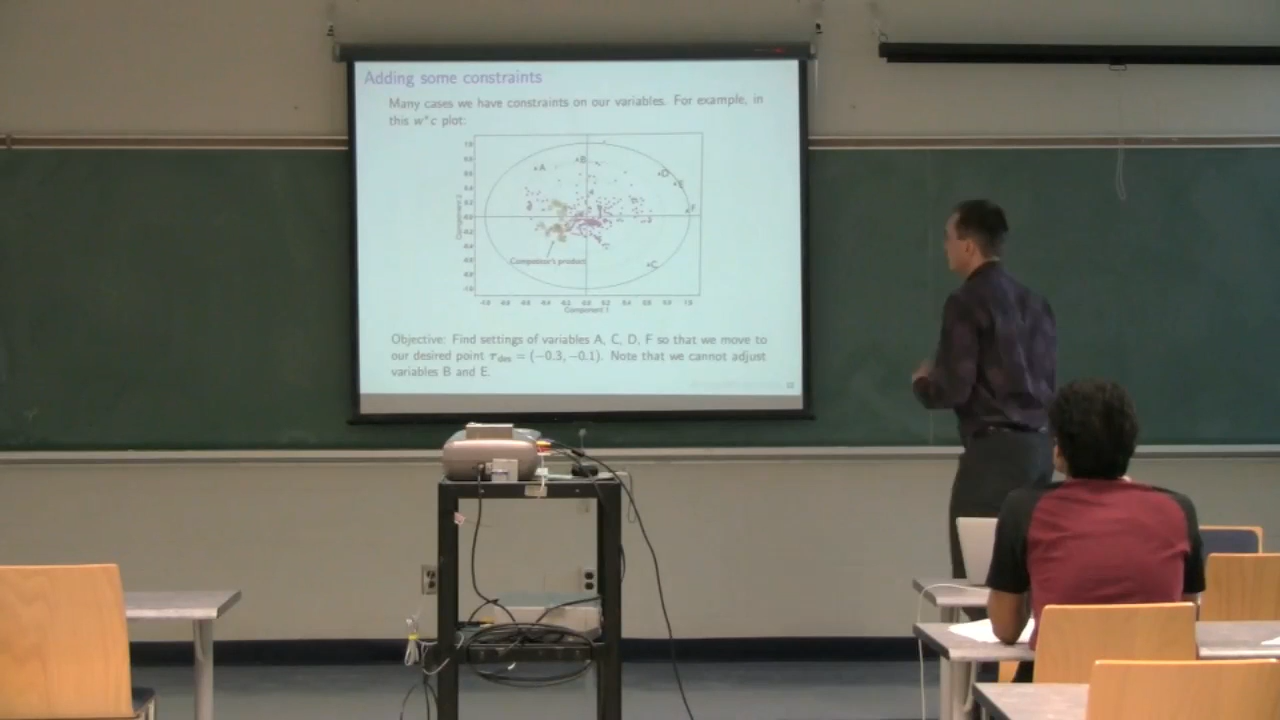 Adding some constraints
Many cases we have constraints on our variables. For example, in
this w*c plot:
A
B
D
E
F
C
Competitor's product
Component 1
Objective: Find settings of variables A, C, D, F so that we move to
our desired point τdes = (−0.3, −0.1). Note that we cannot adjust
variables B and E.